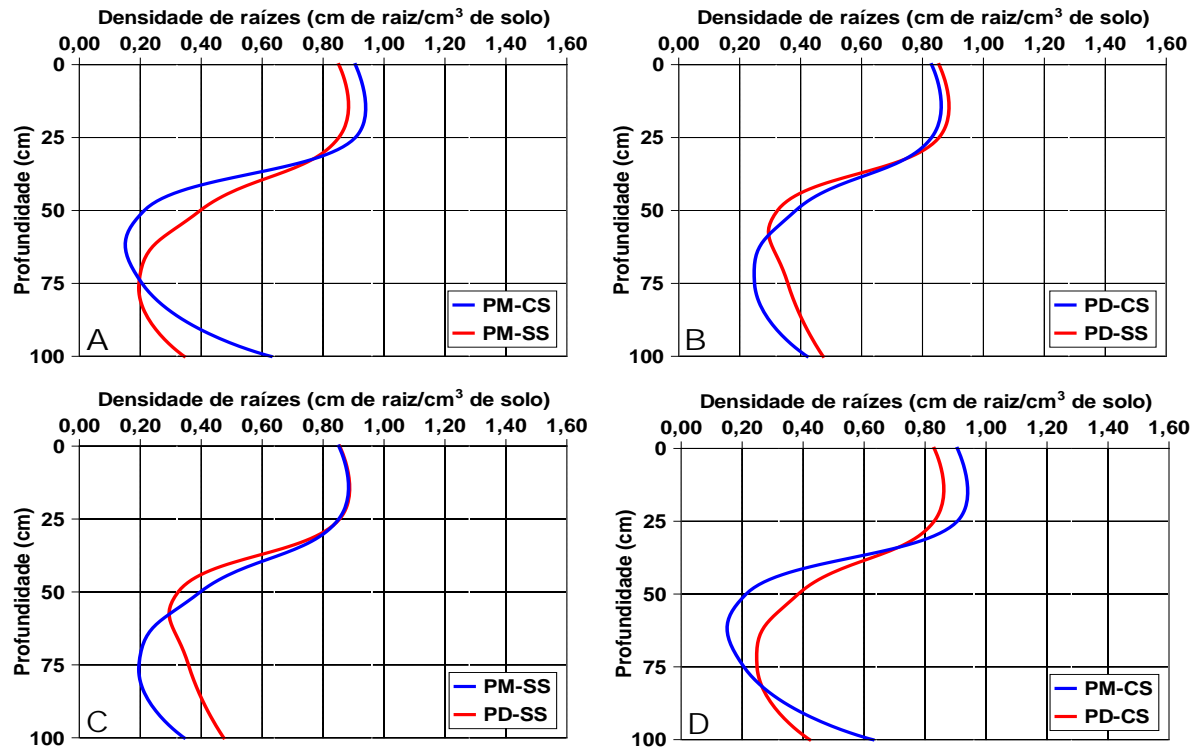 Densidade de raízes (cm de raiz/cm³ de solo)
0,00 0,20 0,40 0,60 0,80 1,00 1,20 1,40 1,60
Profundidade (cm)
0
25
50
75
100
A
PM-CS
PM-SS
Densidade de raízes (cm de raiz/cm³ de solo)
0,00 0,20 0,40 0,60 0,80 1,00 1,20 1,40 1,60
Profundidade (cm)
0
25
50
75
100
B
PD-CS
PD-SS
Densidade de raízes (cm de raiz/cm³ de solo)
0,00 0,20 0,40 0,60 0,80 1,00 1,20 1,40 1,60
Profundidade (cm)
0
25
50
75
100
C
PM-SS
PD-SS
Densidade de raízes (cm de raiz/cm³ de solo)
0,00 0,20 0,40 0,60 0,80 1,00 1,20 1,40 1,60
Profundidade (cm)
0
25
50
75
100
D
PM-CS
PD-CS